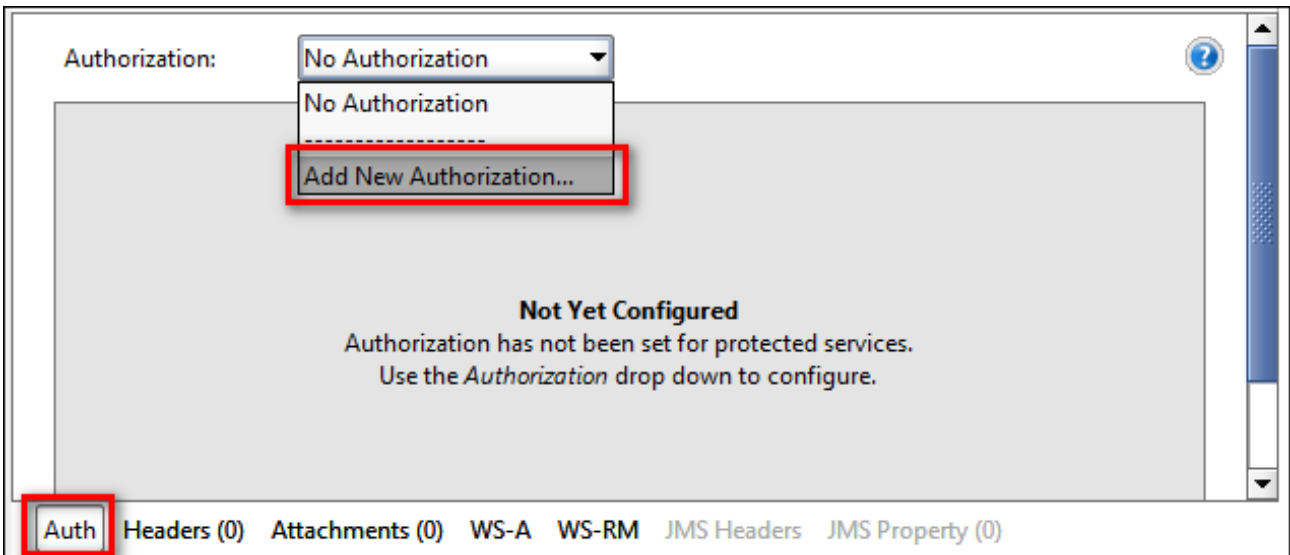 Authorization:
No Authorization
?
No Authorization
-------------------
Add New Authorization...
Not Yet Configured
Authorization has not been set for protected services.
Use the Authorization drop down to configure.
Auth Headers (0) Attachments (0) WS-A WS-RM JMS Headers JMS Property (0)